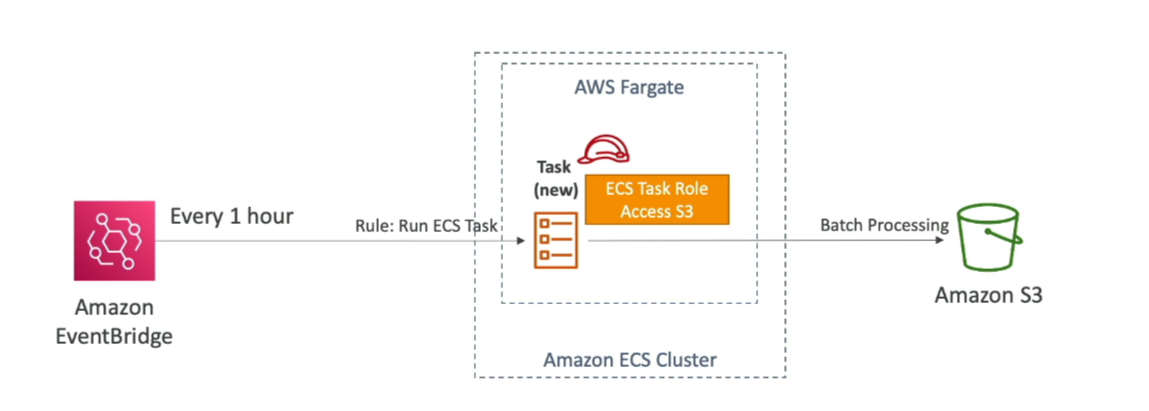 AWS Fargate
Task
(new)
ECS Task Role
Access S3
Every 1 hour
Rule: Run ECS Task
Batch Processing
Amazon
EventBridge
Amazon S3
Amazon ECS Cluster